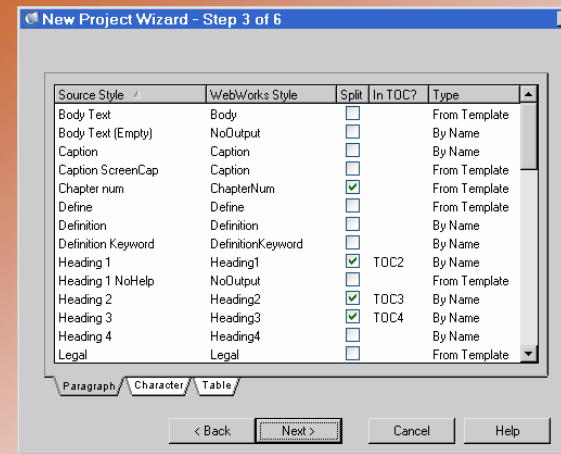 New Project Wizard - Step 3 of 6
Source Style WebWorks Style Split In TOC? Type
Body Text Body From Template
Body Text (Empty) NoOutput By Name
Caption Caption By Name
Caption ScreenCap Caption From Template
Chapter num ChapterNum From Template
Define Define From Template
Definition Definition By Name
Definition Keyword DefinitionKeyword By Name
Heading 1 Heading1 TOC2 By Name
Heading 1 NoHelp NoOutput From Template
Heading 2 Heading2 TOC3 By Name
Heading 3 Heading3 TOC4 By Name
Heading 4 Heading4 By Name
Legal Legal From Template
Paragraph Character Table
< Back Next > Cancel Help